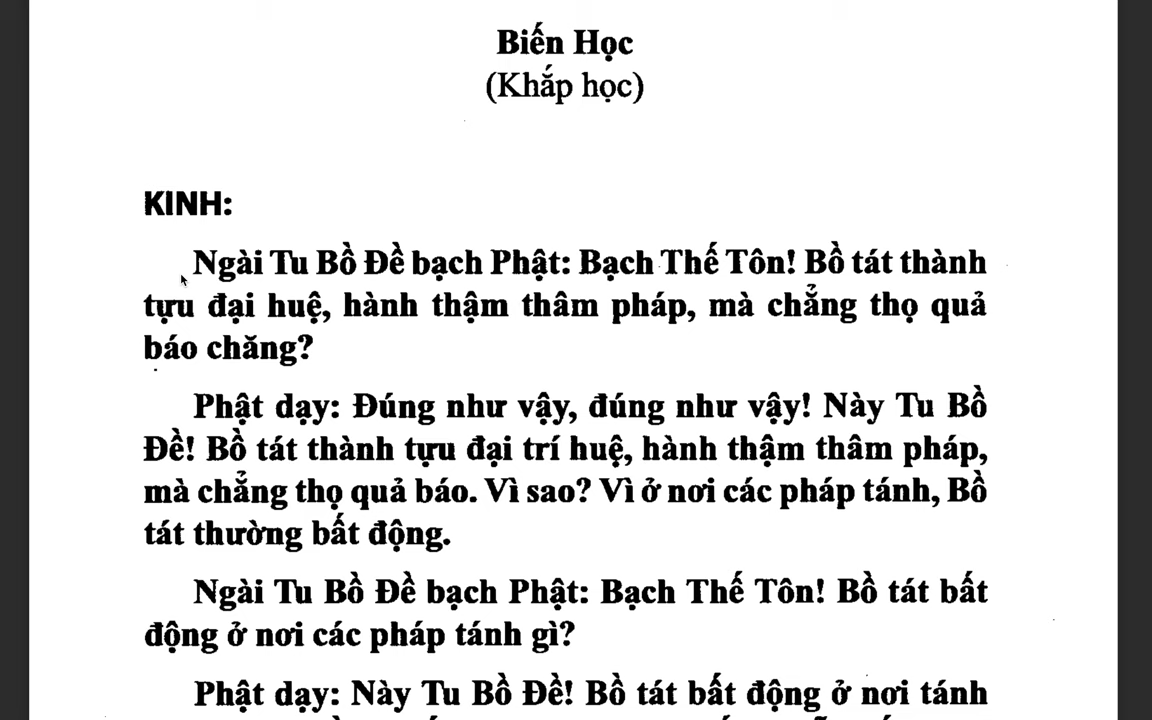 Biến Học
(Khắp học)
KINH:
Ngài Tu Bồ Đề bạch Phật: Bạch Thế Tôn! Bồ tát thành
tựu đại huệ, hành thậm thâm pháp, mà chẳng thọ quả
báo chăng?
Phật dạy: Đúng như vậy, đúng như vậy! Này Tu Bồ
Đề! Bồ tát thành tựu đại trí huệ, hành thậm thâm pháp,
mà chẳng thọ quả báo. Vì sao? Vì ở nơi các pháp tánh, Bồ
tát thường bất động.
Ngài Tu Bồ Đề bạch Phật: Bạch Thế Tôn! Bồ tát bất
động ở nơi các pháp tánh gì?
Phật dạy: Này Tu Bồ Đề! Bồ tát bất động ở nơi tánh